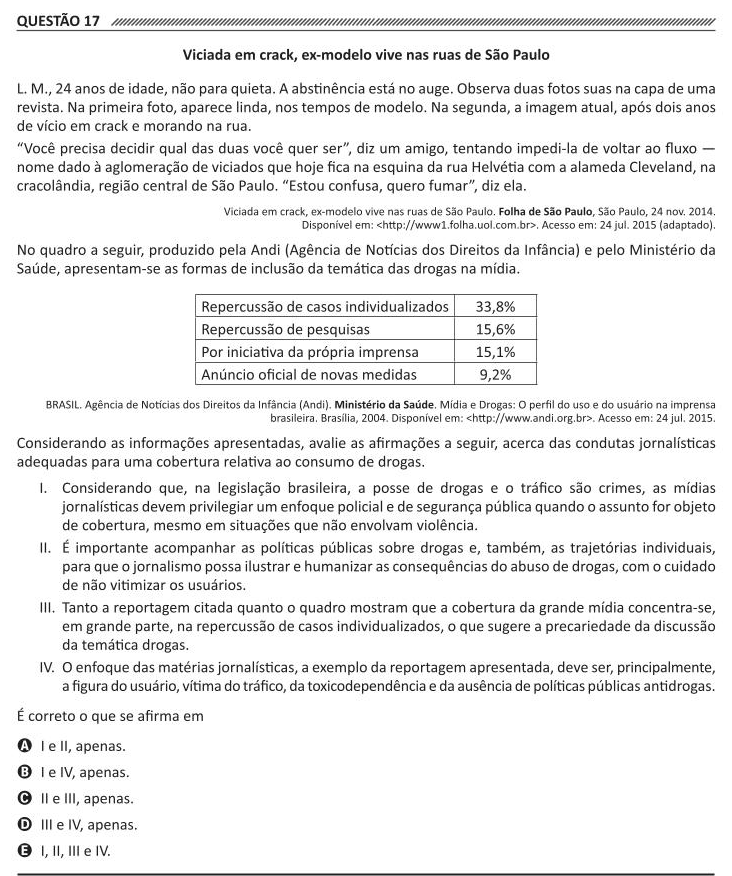 QUESTÃO 17
Viciada em crack, ex-modelo vive nas ruas de São Paulo
L. M., 24 anos de idade, não para quieta. A abstinência está no auge. Observa duas fotos suas na capa de uma
revista. Na primeira foto, aparece linda, nos tempos de modelo. Na segunda, a imagem atual, após dois anos
de vício em crack e morando na rua.
“Você precisa decidir qual das duas você quer ser”, diz um amigo, tentando impedi-la de voltar ao fluxo —
nome dado à aglomeração de viciados que hoje fica na esquina da rua Helvétia com a alameda Cleveland, na
cracolândia, região central de São Paulo. “Estou confusa, quero fumar”, diz ela.
Viciada em crack, ex-modelo vive nas ruas de São Paulo. Folha de São Paulo, São Paulo, 24 nov. 2014.
Disponível em: <http://www1.folha.uol.com.br>. Acesso em: 24 jul. 2015 (adaptado).
No quadro a seguir, produzido pela Andi (Agência de Notícias dos Direitos da Infância) e pelo Ministério da
Saúde, apresentam-se as formas de inclusão da temática das drogas na mídia.
Repercussão de casos individualizados 33,8%
Repercussão de pesquisas 15,6%
Por iniciativa da própria imprensa 15,1%
Anúncio oficial de novas medidas 9,2%
BRASIL. Agência de Notícias dos Direitos da Infância (Andi). Ministério da Saúde. Mídia e Drogas: O perfil do uso e do usuário na imprensa
brasileira. Brasília, 2004. Disponível em: <http://www.andi.org.br>. Acesso em: 24 jul. 2015.
Considerando as informações apresentadas, avalie as afirmações a seguir, acerca das condutas jornalísticas
adequadas para uma cobertura relativa ao consumo de drogas.
I. Considerando que, na legislação brasileira, a posse de drogas e o tráfico são crimes, as mídias
jornalísticas devem privilegiar um enfoque policial e de segurança pública quando o assunto for objeto
de cobertura, mesmo em situações que não envolvam violência.
II. É importante acompanhar as políticas públicas sobre drogas e, também, as trajetórias individuais,
para que o jornalismo possa ilustrar e humanizar as consequências do abuso de drogas, com o cuidado
de não vitimizar os usuários.
III. Tanto a reportagem citada quanto o quadro mostram que a cobertura da grande mídia concentra-se,
em grande parte, na repercussão de casos individualizados, o que sugere a precariedade da discussão
da temática drogas.
IV. O enfoque das matérias jornalísticas, a exemplo da reportagem apresentada, deve ser, principalmente,
a figura do usuário, vítima do tráfico, da toxicodependência e da ausência de políticas públicas antidrogas.
É correto o que se afirma em
A I e II, apenas.
B I e IV, apenas.
C II e III, apenas.
D III e IV, apenas.
E I, II, III e IV.